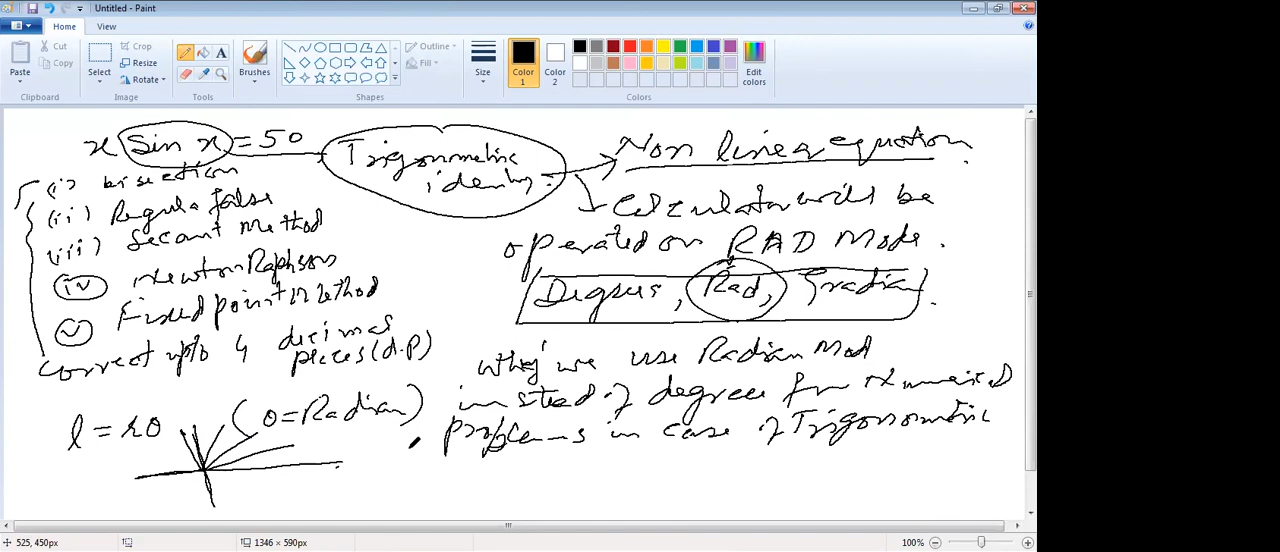 Untitled - Paint
Home View
Paste
Cut
Copy
Clipboard
Select
Crop
Resize
Rotate
Image
A
Tools
Brushes
Outline
Fill
Shapes
Size
Color 1
Color 2
Edit colors
Colors
x Sin x = 50
Trigonometric
Non linear equation
(i) bisection
(ii) Regula false
(iii) Secant Method
(iv) Newton Raphson
(v) Fixed point Method
Correct upto 4 decimal
places (d.p)
Calculator will be
operated on RAD Mode.
Rad, Gradian.
why we use Radian Mod
instead of degree for numerical
problems in case of Trigonometric
l = rθ
(θ = Radian)
525, 450px
1346 × 590px
100%